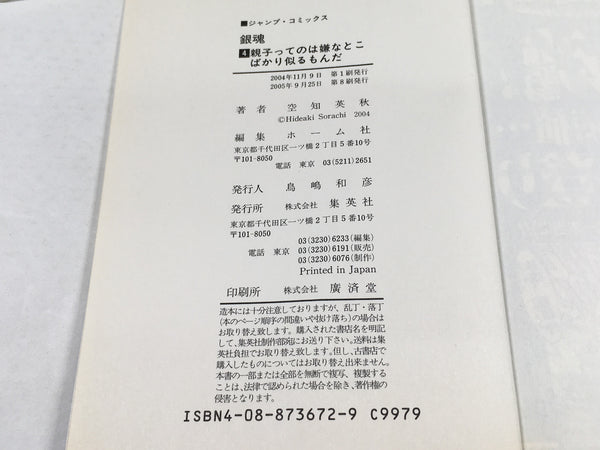 ■ジャンプ・コミックス
銀魂
4親子ってのは嫌なとこ
ばかり似るもんだ
2004年11月9日 第1刷発行
2005年9月25日 第8刷発行
著者 空知英秋
©Hideaki Sorachi 2004
編集 ホーム社
東京都千代田区一ツ橋2丁目5番10号
〒101-8050
電話 東京 03(5211)2651
発行人 鳥嶋和彦
発行所 株式会社 集英社
東京都千代田区一ツ橋2丁目5番10号
〒101-8050
03(3230)6233(編集)
電話 東京 03(3230)6191(販売)
03(3230)6076(制作)
Printed in Japan
印刷所 株式会社 廣済堂
造本には十分注意しておりますが、乱丁・落丁
(本のページ順序の間違いや抜け落ち)の場合は
お取り替え致します。購入された書店名を明記
して、集英社制作部宛にお送り下さい。送料は集
英社負担でお取り替え致します。但し、古書店で
購入したものについてはお取り替え出来ません。
本書の一部または全部を無断で複写、複製する
ことは、法律で認められた場合を除き、著作権の
侵害となります。
ISBN4-08-873672-9 C9979